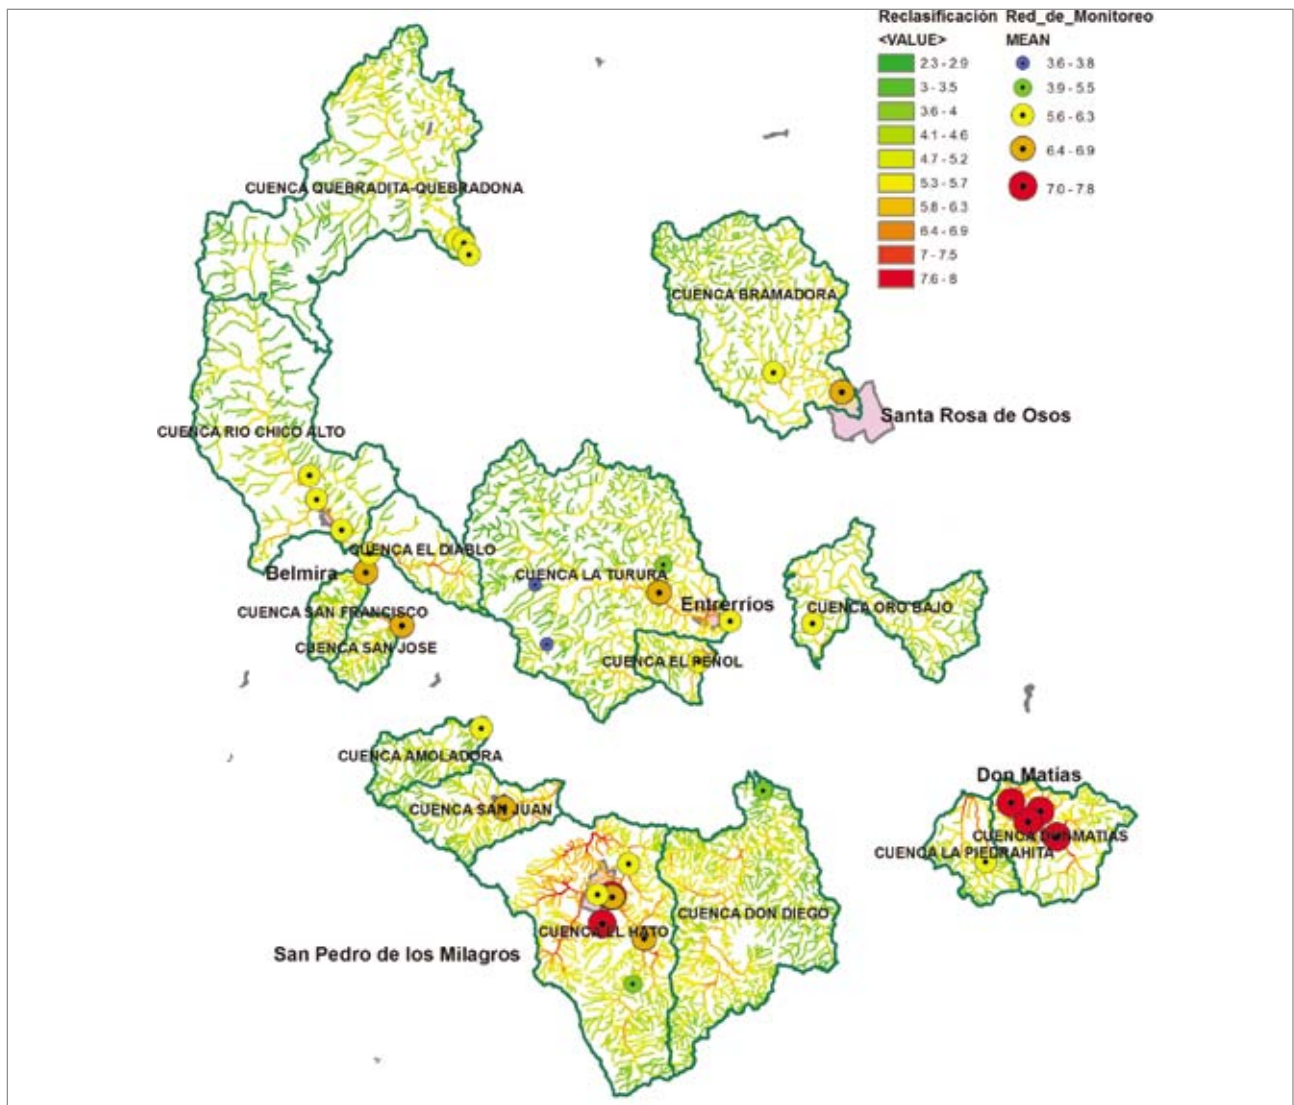 Reclasificación Red_de_Monitoreo
<VALUE> MEAN
2.3 - 2.9 3.6 - 3.8
3 - 3.5 3.9 - 5.5
3.6 - 4 5.6 - 6.3
4.1 - 4.6 6.4 - 6.9
4.7 - 5.2 7.0 - 7.8
5.3 - 5.7
5.8 - 6.3
6.4 - 6.9
7 - 7.5
7.6 - 8
CUENCA QUEBRADITA-QUEBRADONA
CUENCA BRAMADORA
Santa Rosa de Osos
CUENCA RIO CHICO ALTO
CUENCA EL DIABLO
Belmira
CUENCA LA TURURA
Entrerrios
CUENCA ORO BAJO
CUENCA SAN FRANCISCO
CUENCA SAN JOSE
CUENCA EL PEÑOL
CUENCA AMOLADORA
Don Matias
CUENCA SAN JUAN
CUENCA DONMATIAS
CUENCA LA PIEDRAHITA
CUENCA DON DIEGO
CUENCA EL HATO
San Pedro de los Milagros